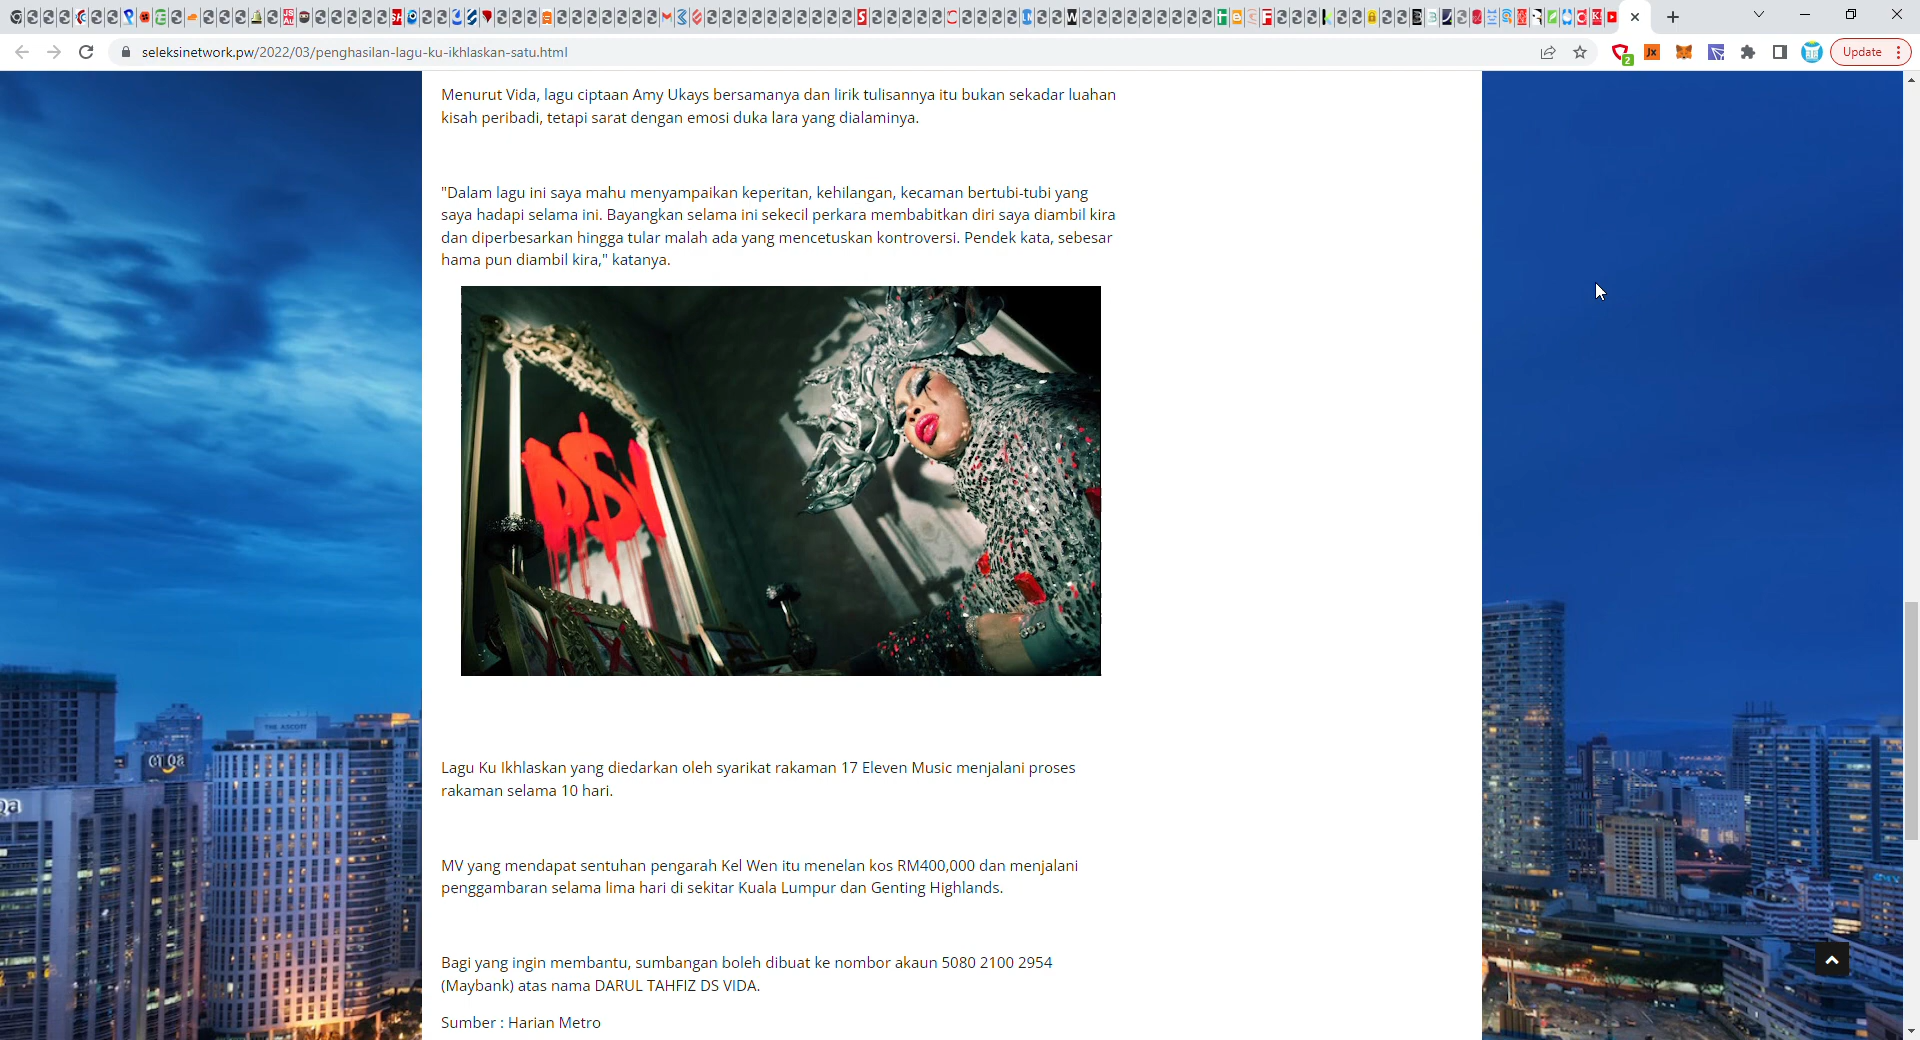 seleksinetwork.pw/2022/03/penghasilan-lagu-ku-ikhlaskan-satu.html
Update
Menurut Vida, lagu ciptaan Amy Ukays bersamanya dan lirik tulisannya itu bukan sekadar luahan
kisah peribadi, tetapi sarat dengan emosi duka lara yang dialaminya.
"Dalam lagu ini saya mahu menyampaikan keperitan, kehilangan, kecaman bertubi-tubi yang
saya hadapi selama ini. Bayangkan selama ini sekecil perkara membabitkan diri saya diambil kira
dan diperbesarkan hingga tular malah ada yang mencetuskan kontroversi. Pendek kata, sebesar
hama pun diambil kira," katanya.
D$V
Lagu Ku Ikhlaskan yang diedarkan oleh syarikat rakaman 17 Eleven Music menjalani proses
rakaman selama 10 hari.
MV yang mendapat sentuhan pengarah Kel Wen itu menelan kos RM400,000 dan menjalani
penggambaran selama lima hari di sekitar Kuala Lumpur dan Genting Highlands.
Bagi yang ingin membantu, sumbangan boleh dibuat ke nombor akaun 5080 2100 2954
(Maybank) atas nama DARUL TAHFIZ DS VIDA.
Sumber : Harian Metro
THE ASCOTT